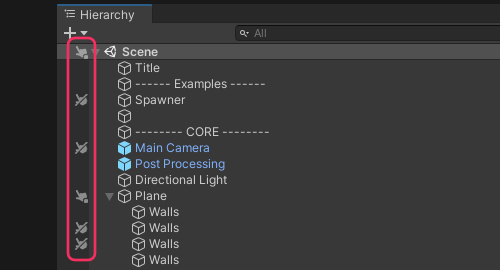 Hierarchy
All
Scene
Title
------ Examples ------
Spawner
-------- CORE --------
Main Camera
Post Processing
Directional Light
Plane
Walls
Walls
Walls
Walls